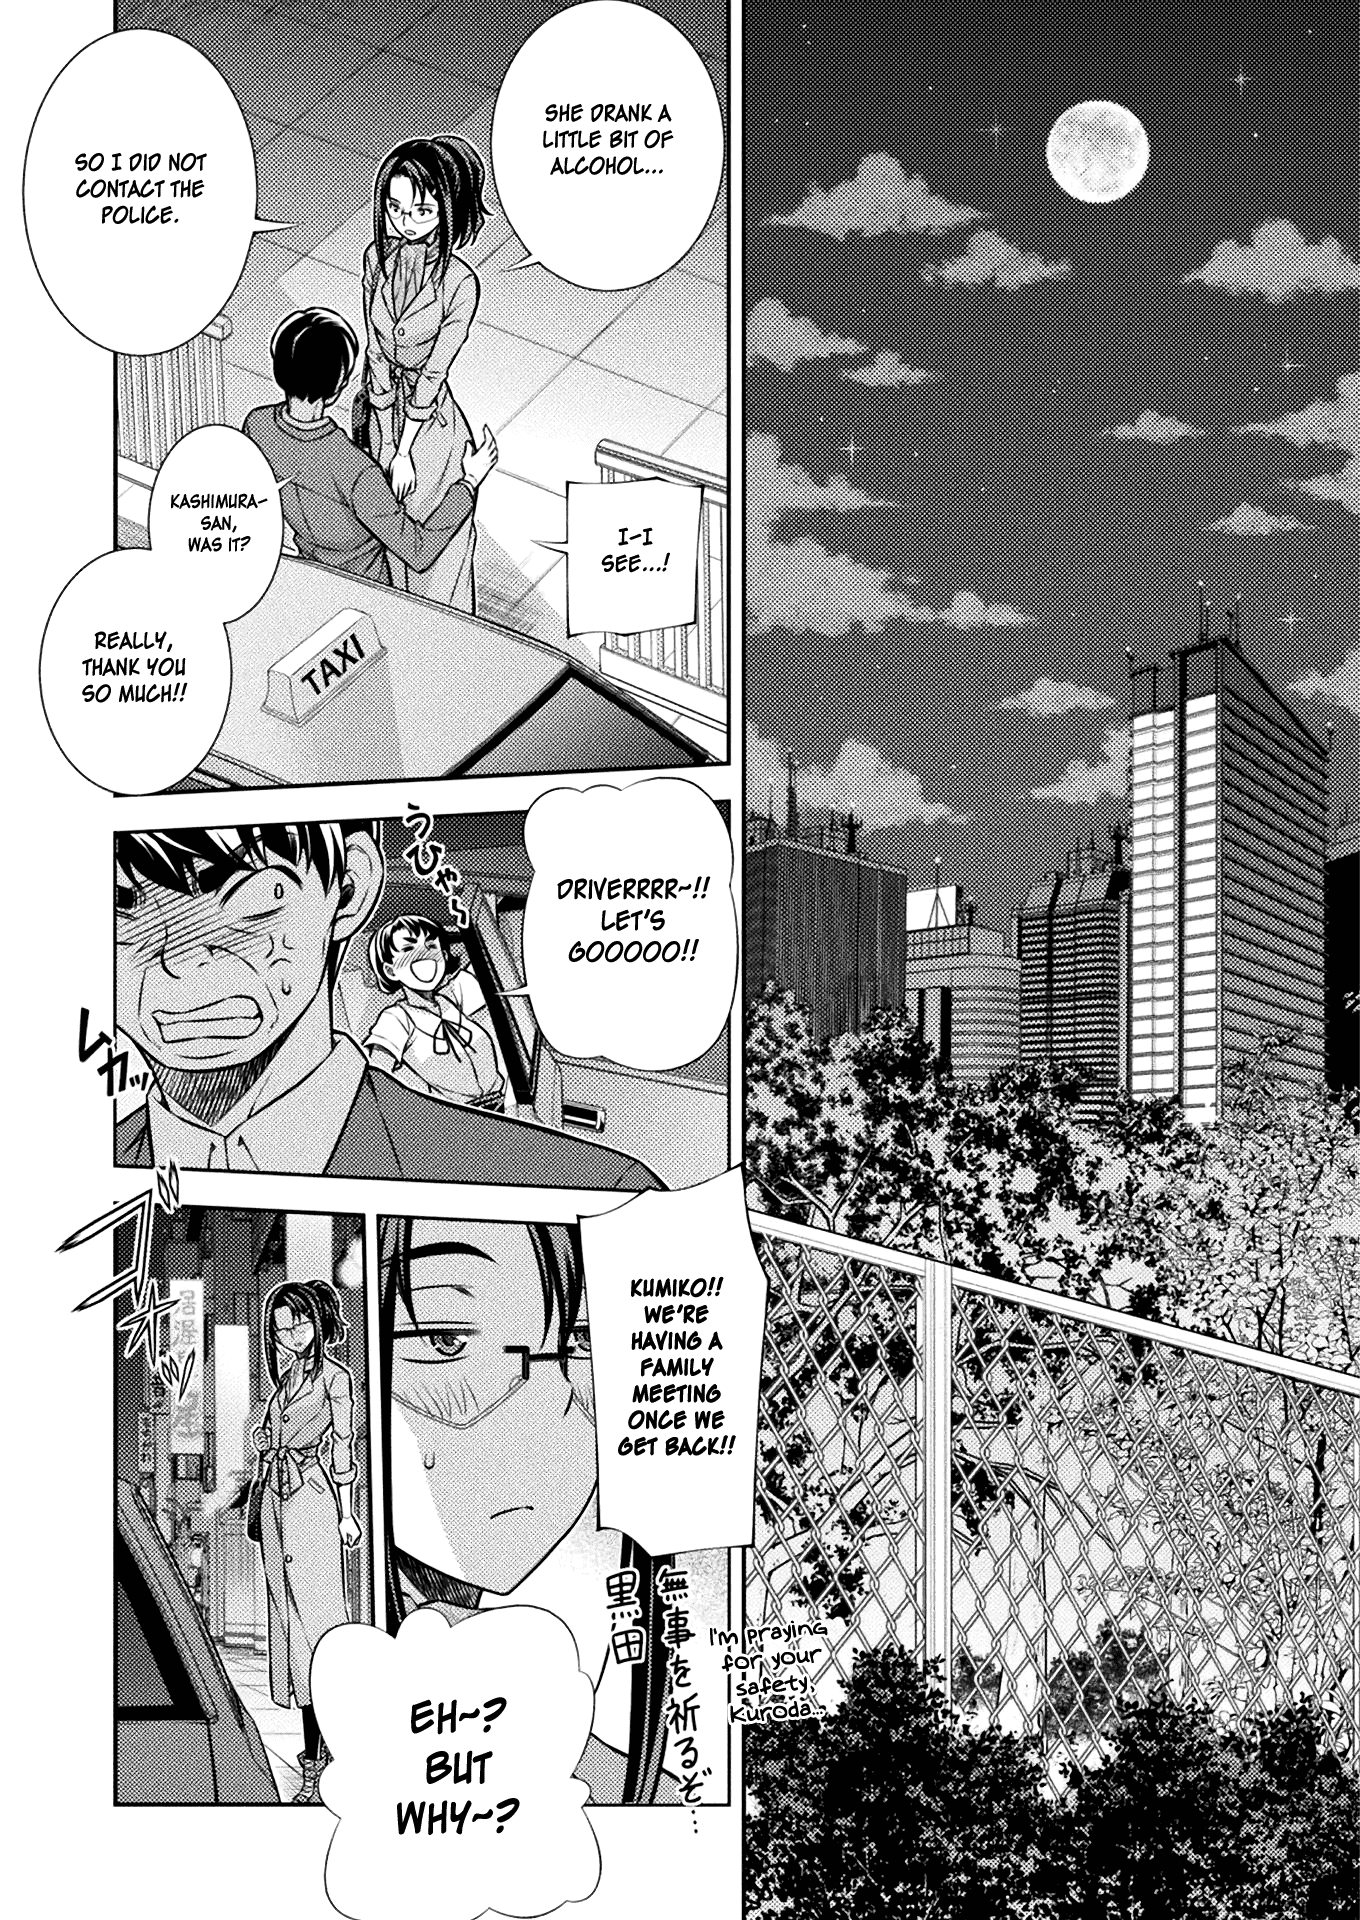 SHE DRANK A
LITTLE BIT OF
ALCOHOL...
SO I DID NOT
CONTACT THE
POLICE.
I-I
SEE...!
KASHIMURA-
SAN,
WAS IT?
REALLY,
THANK YOU
SO MUCH!!
TAXI
DRIVERRRR~!!
LET'S
GOOOOO!!
うひゃ~
ムカッ
KUMIKO!!
WE'RE
HAVING A
FAMILY
MEETING
ONCE WE
GET BACK!!
無事を祈るぞ…
黒田
I'm praying
for your
safety,
Kuroda...
EH~?
BUT
WHY~?